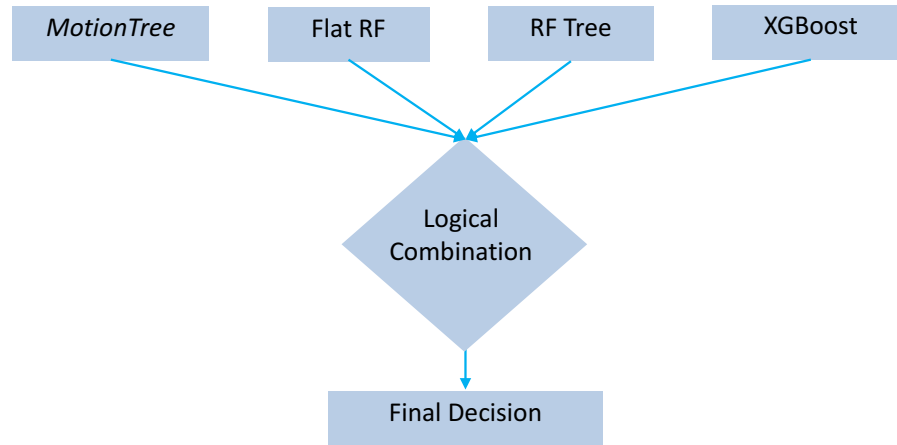 MotionTree
Flat RF
RF Tree
XGBoost
Logical
Combination
Final Decision